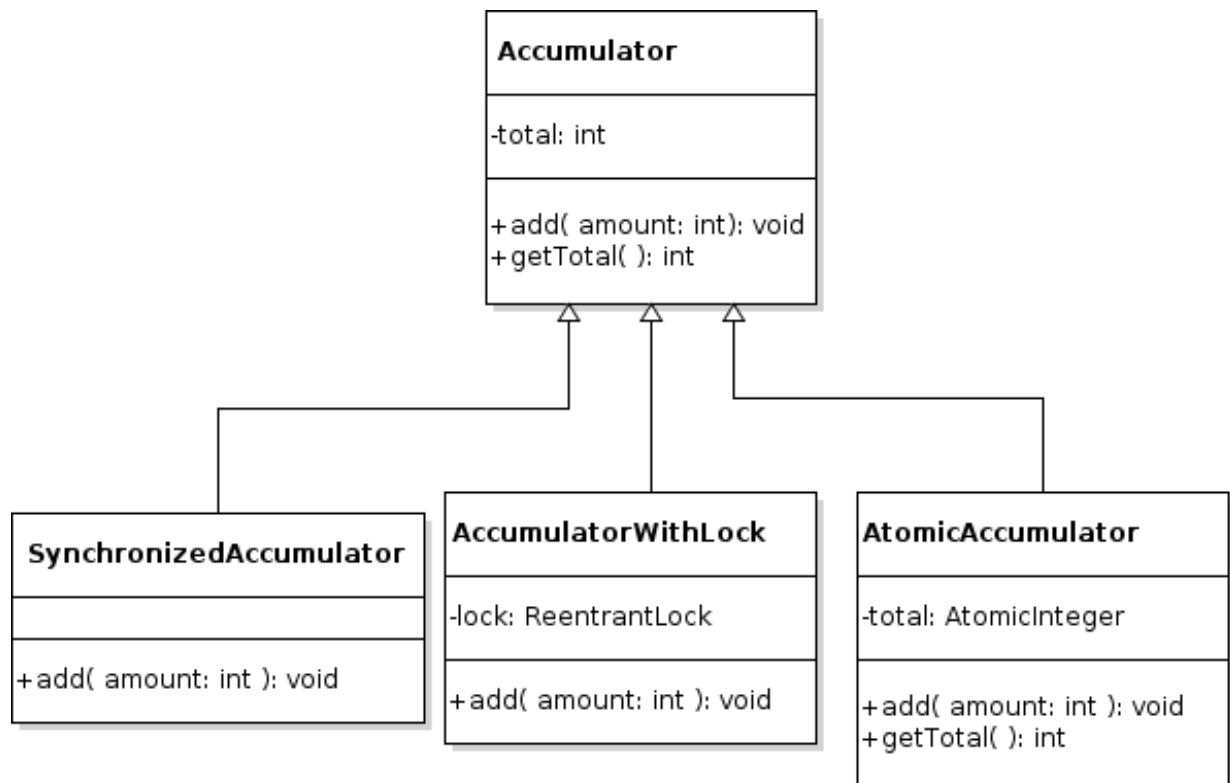 Accumulator
-total: int
+add( amount: int): void
+getTotal( ): int
SynchronizedAccumulator
+add( amount: int ): void
AccumulatorWithLock
-lock: ReentrantLock
+add( amount: int ): void
AtomicAccumulator
-total: AtomicInteger
+add( amount: int ): void
+getTotal( ): int